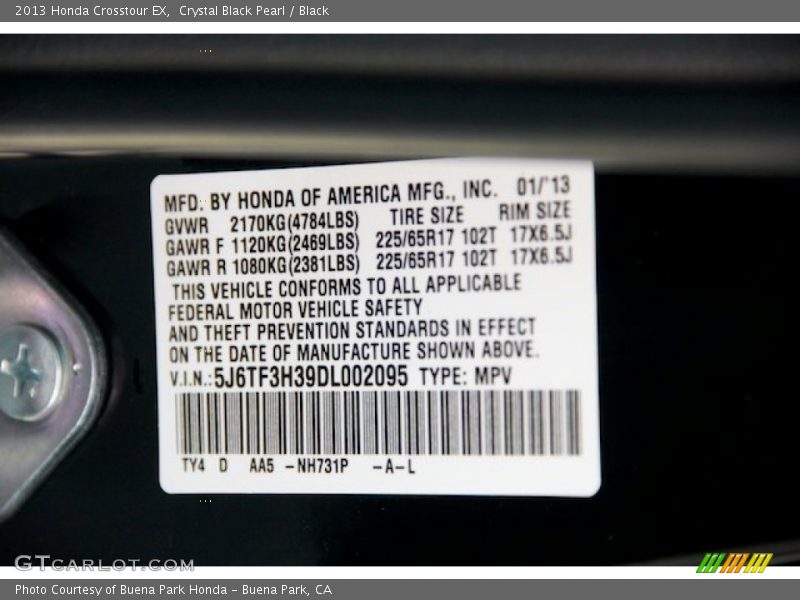 2013 Honda Crosstour EX, Crystal Black Pearl / Black
MFD. BY HONDA OF AMERICA MFG., INC. 01/'13
GVWR 2170KG(4784LBS) TIRE SIZE RIM SIZE
GAWR F 1120KG(2469LBS) 225/65R17 102T 17X6.5J
GAWR R 1080KG(2381LBS) 225/65R17 102T 17X6.5J
THIS VEHICLE CONFORMS TO ALL APPLICABLE
FEDERAL MOTOR VEHICLE SAFETY
AND THEFT PREVENTION STANDARDS IN EFFECT
ON THE DATE OF MANUFACTURE SHOWN ABOVE.
V.I.N.:5J6TF3H39DL002095 TYPE: MPV
TY4 D AA5 -NH731P -A-L
GTCARLOT.COM
Photo Courtesy of Buena Park Honda - Buena Park, CA